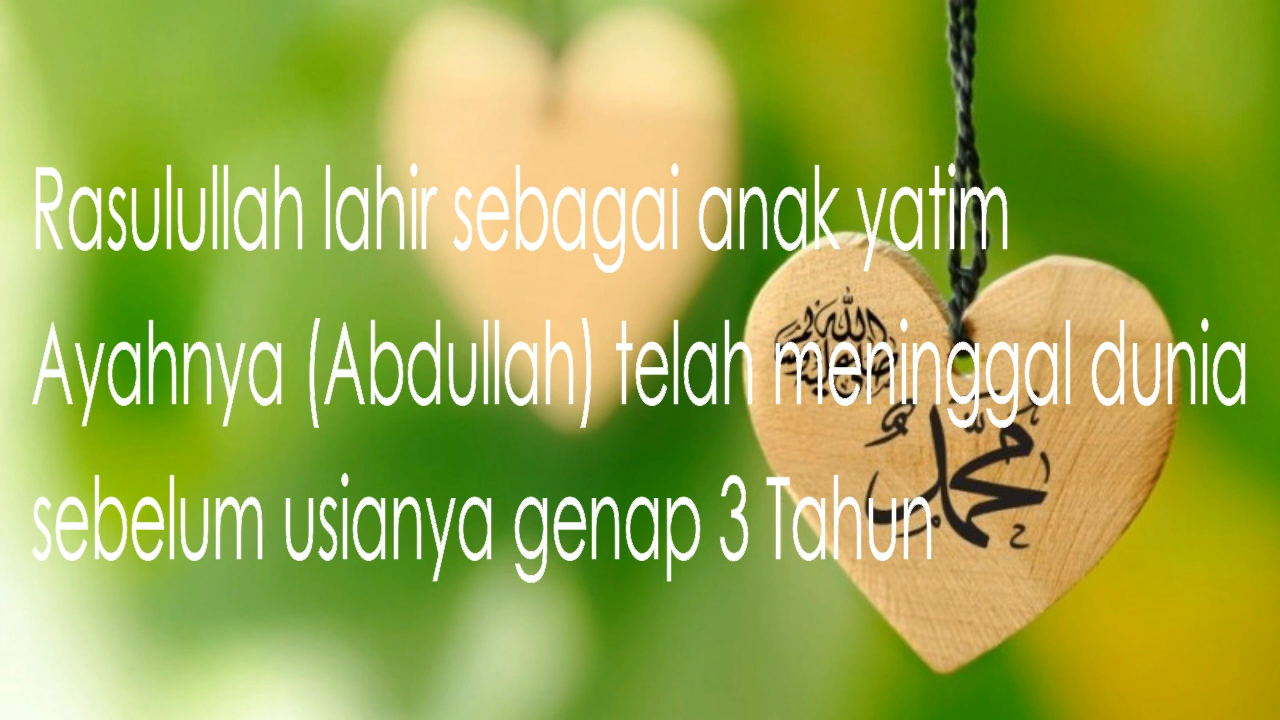 Rasulullah lahir sebagai anak yatim
Ayahnya (Abdullah) telah meninggal dunia
sebelum usianya genap 3 Tahun
محمد